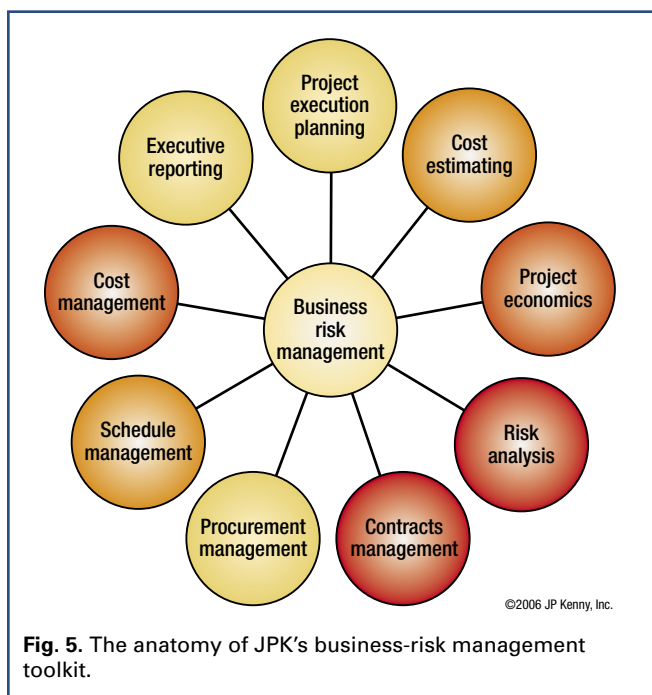 Project
execution
planning
Cost
estimating
Project
economics
Risk
analysis
Contracts
management
Procurement
management
Schedule
management
Cost
management
Executive
reporting
Business
risk
management
©2006 JP Kenny, Inc.
Fig. 5. The anatomy of JPK's business-risk management
toolkit.